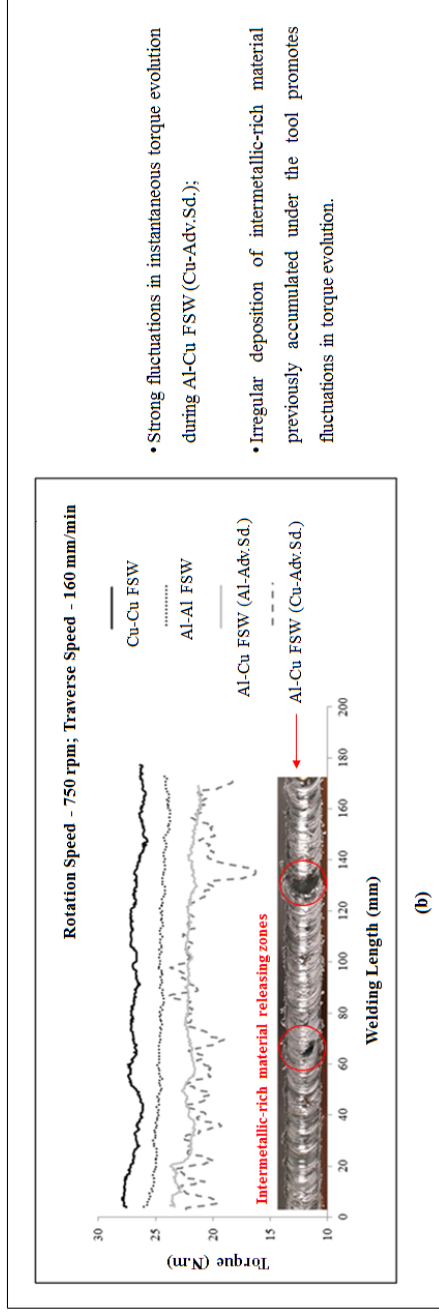 Rotation Speed - 750 rpm; Traverse Speed - 160 mm/min
30
25
20
15
10
Torque (N.m)
Cu-Cu FSW
Al-Al FSW
Al-Cu FSW (Al-Adv.Sd.)
Al-Cu FSW (Cu-Adv.Sd.)
Intermetallic-rich material releasing zones
0 20 40 60 80 100 120 140 160 180 200
Welding Length (mm)
• Strong fluctuations in instantaneous torque evolution
during Al-Cu FSW (Cu-Adv.Sd.);
• Irregular deposition of intermetallic-rich material
previously accumulated under the tool promotes
fluctuations in torque evolution.
(b)